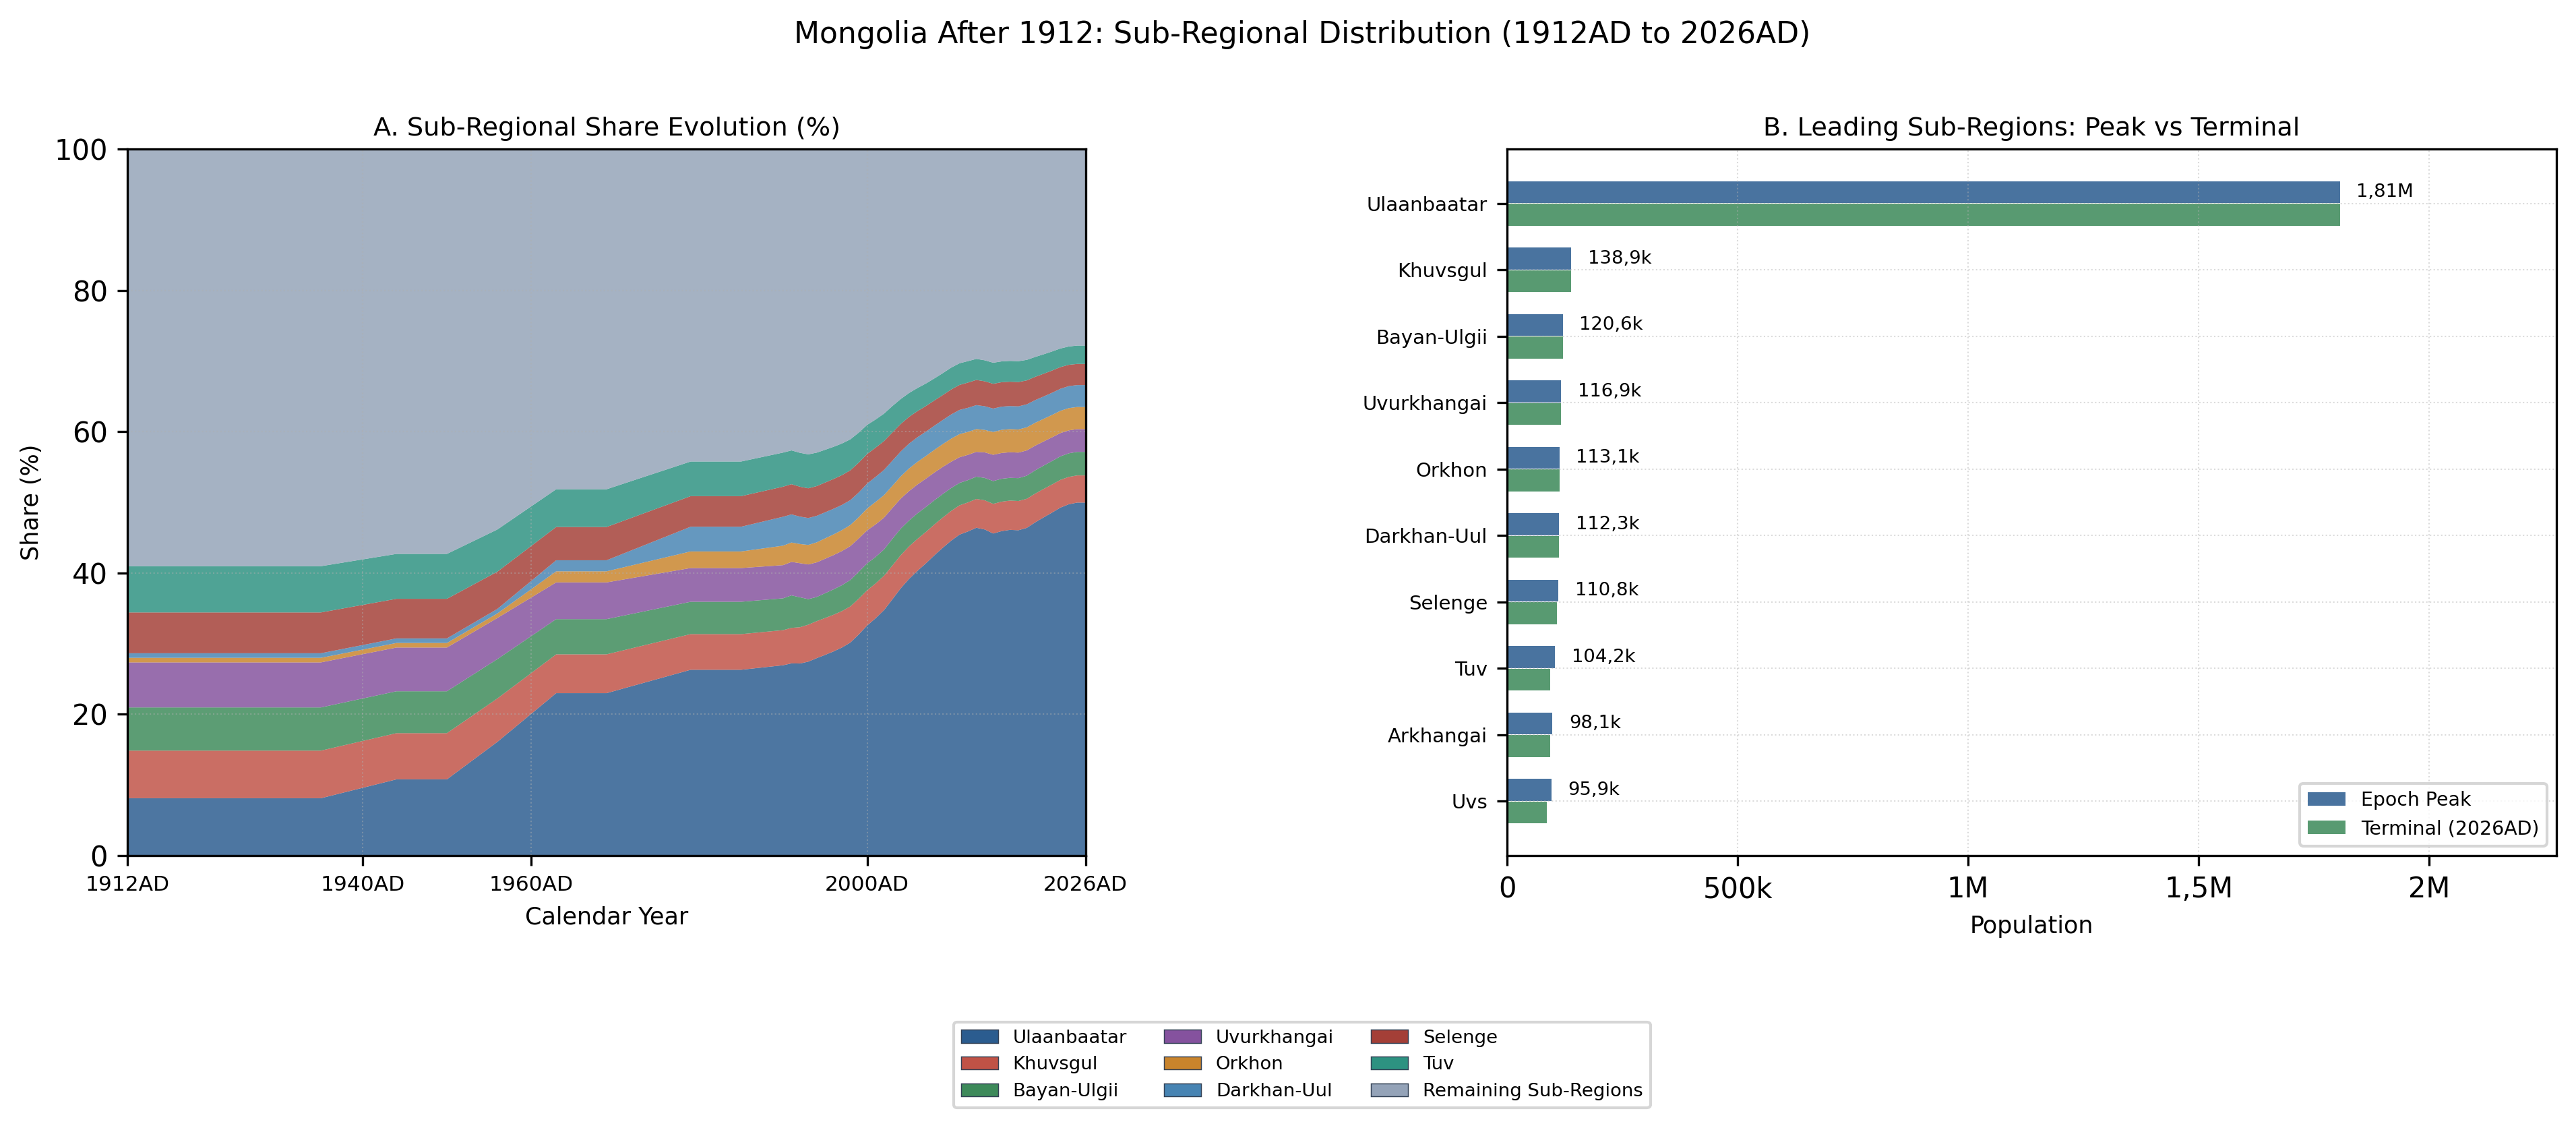 Mongolia After 1912: Sub-Regional Distribution (1912AD to 2026AD)
A. Sub-Regional Share Evolution (%)
Share (%)
100
80
60
40
20
0
1912AD
1940AD
1960AD
2000AD
2026AD
Calendar Year
B. Leading Sub-Regions: Peak vs Terminal
Ulaanbaatar
1,81M
Khuvsgul
138,9k
Bayan-Ulgii
120,6k
Uvurkhangai
116,9k
Orkhon
113,1k
Darkhan-Uul
112,3k
Selenge
110,8k
Tuv
104,2k
Arkhangai
98,1k
Uvs
95,9k
Epoch Peak
Terminal (2026AD)
0
500k
1M
1,5M
2M
Population
Ulaanbaatar
Khuvsgul
Bayan-Ulgii
Uvurkhangai
Orkhon
Darkhan-Uul
Selenge
Tuv
Remaining Sub-Regions